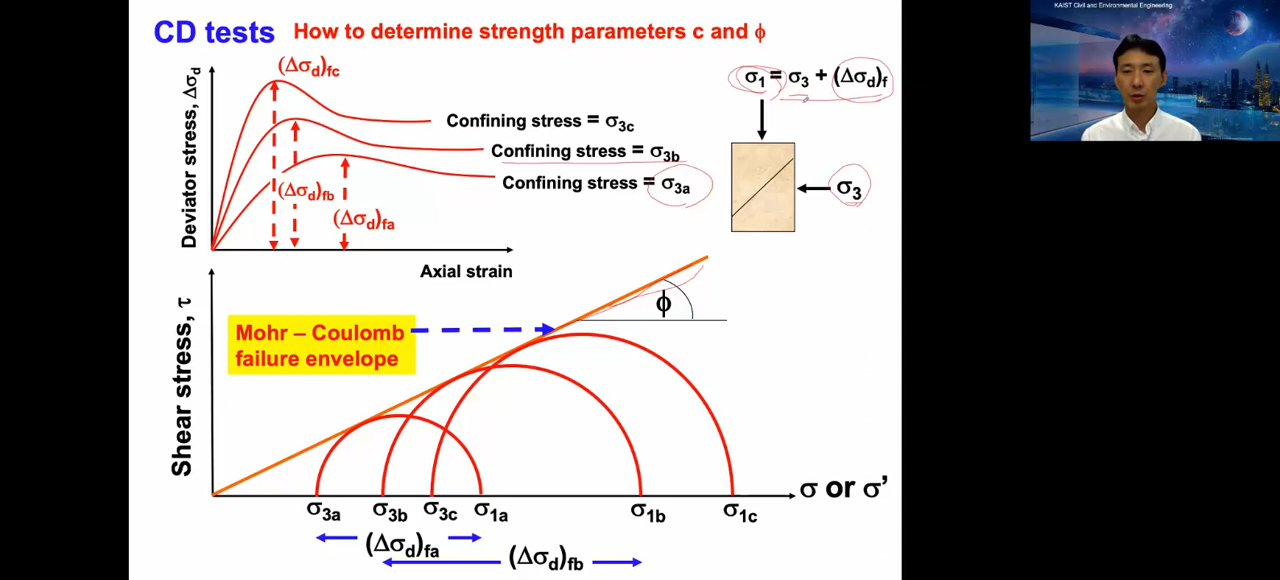 CD tests How to determine strength parameters c and ϕ
Deviator stress, Δσd
(Δσd)fc
Confining stress = σ3c
Confining stress = σ3b
Confining stress = σ3a
(Δσd)fb
(Δσd)fa
Axial strain
σ1 = σ3 + (Δσd)f
σ3
Shear stress, τ
Mohr – Coulomb
failure envelope
ϕ
σ3a σ3b σ3c σ1a σ1b σ1c
σ or σ'
(Δσd)fa
(Δσd)fb
KAIST Civil and Environmental Engineering